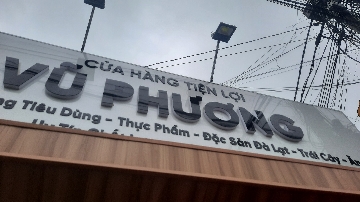 CỬA HÀNG TIỆN LỢI
VŨ PHƯƠNG
Tiêu Dùng - Thực Phẩm - Đặc Sản Đà Lạt - Trái Cây -